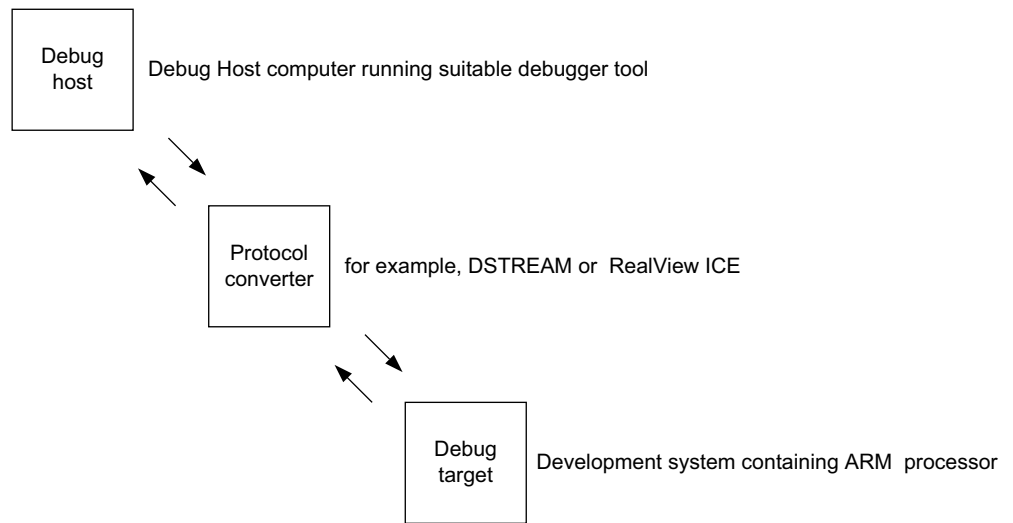 Debug
host
Debug Host computer running suitable debugger tool
Protocol
converter
for example, DSTREAM or RealView ICE
Debug
target
Development system containing ARM processor